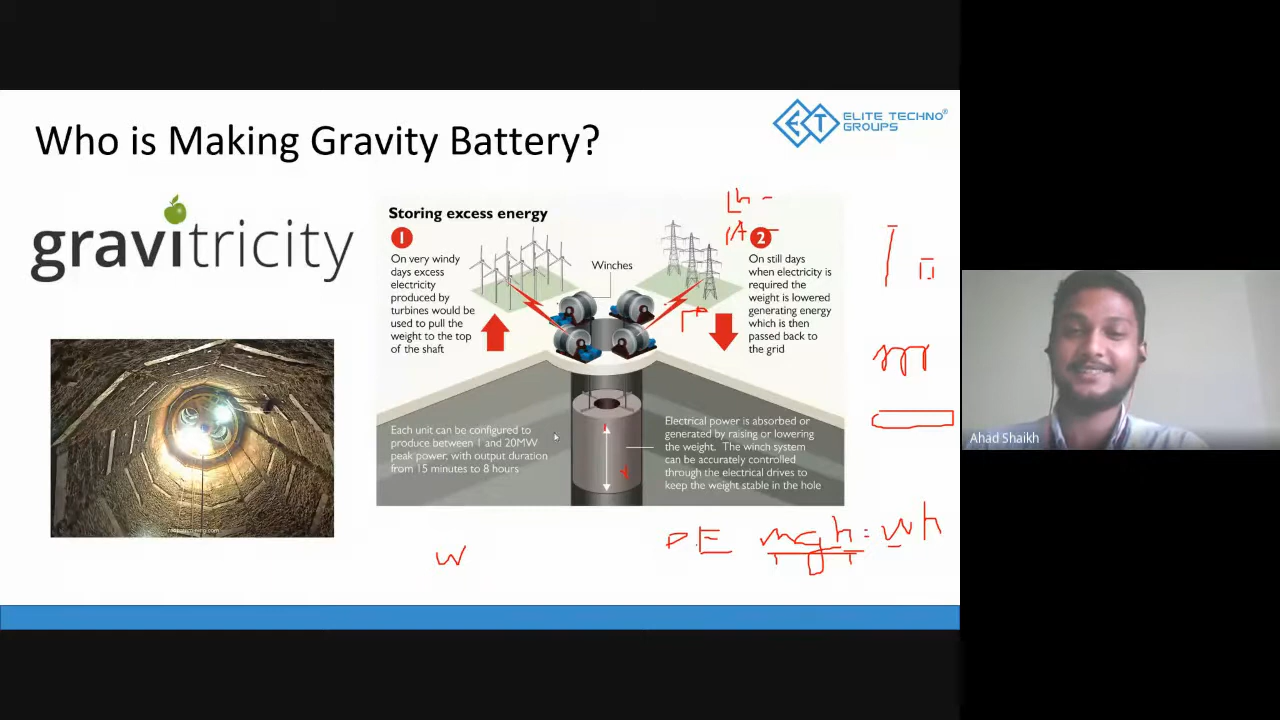 Who is Making Gravity Battery?
ELITE TECHNO®
GROUPS
ET
gravitricity
Storing excess energy
1
On very windy
days excess
electricity
produced by
turbines would be
used to pull the
weight to the top
of the shaft
Winches
2
On still days
when electricity is
required the
weight is lowered
generating energy
which is then
passed back to
the grid
Each unit can be configured to
produce between 1 and 20MW
peak power, with output duration
from 15 minutes to 8 hours
Electrical power is absorbed or
generated by raising or lowering
the weight. The winch system
can be accurately controlled
through the electrical drives to
keep the weight stable in the hole
PE mgh = wh
w
Ahad Shaikh